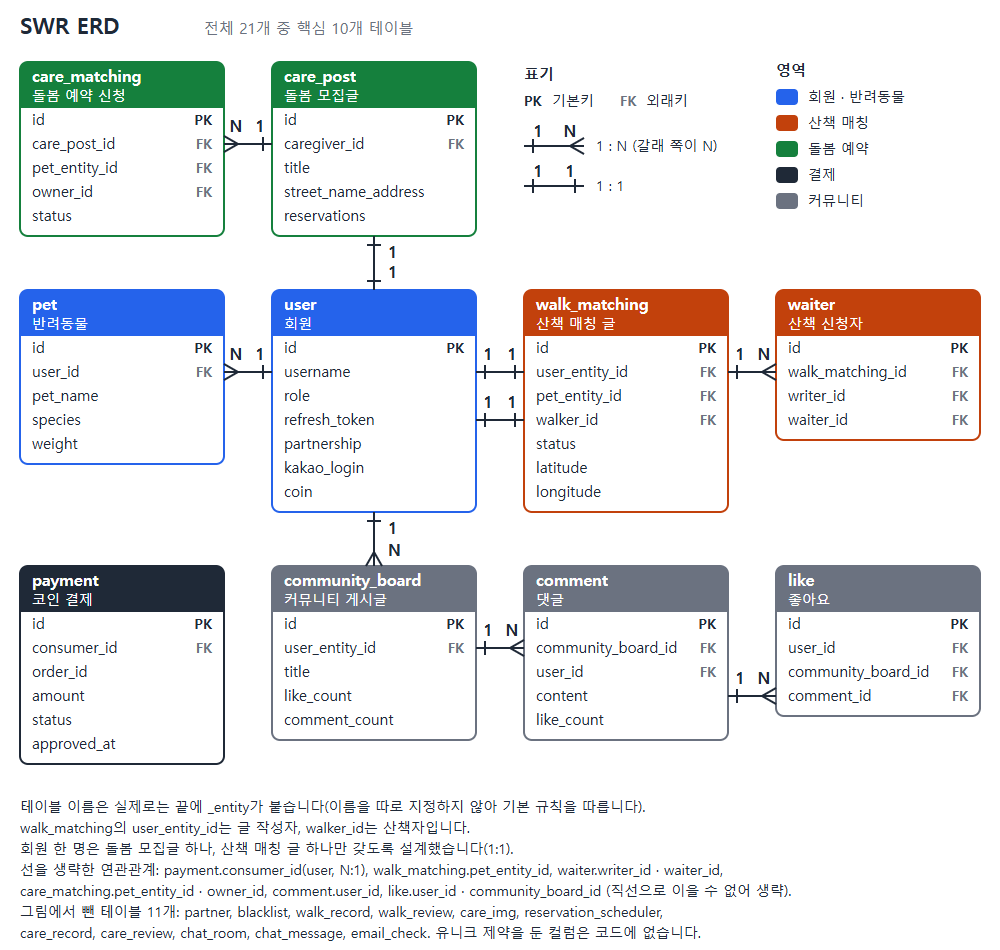 SWR ERD 전체 21개 중 핵심 10개 테이블
care_matching
돌봄 예약 신청
id PK
care_post_id FK
pet_entity_id FK
owner_id FK
status
N 1
care_post
돌봄 모집글
id PK
caregiver_id FK
title
street_name_address
reservations
표기
PK 기본키 FK 외래키
1 N
1 : N (갈래 쪽이 N)
1 1
1 : 1
영역
회원 · 반려동물
산책 매칭
돌봄 예약
결제
커뮤니티
1
1
pet
반려동물
id PK
user_id FK
pet_name
species
weight
N 1
user
회원
id PK
username
role
refresh_token
partnership
kakao_login
coin
1 1
1 1
walk_matching
산책 매칭 글
id PK
user_entity_id FK
pet_entity_id FK
walker_id FK
status
latitude
longitude
1 N
waiter
산책 신청자
id PK
walk_matching_id FK
writer_id FK
waiter_id FK
1
N
payment
코인 결제
id PK
consumer_id FK
order_id
amount
status
approved_at
community_board
커뮤니티 게시글
id PK
user_entity_id FK
title
like_count
comment_count
1 N
comment
댓글
id PK
community_board_id FK
user_id FK
content
like_count
1 N
like
좋아요
id PK
user_id FK
community_board_id FK
comment_id FK
테이블 이름은 실제로는 끝에 _entity가 붙습니다(이름을 따로 지정하지 않아 기본 규칙을 따릅니다).
walk_matching의 user_entity_id는 글 작성자, walker_id는 산책자입니다.
회원 한 명은 돌봄 모집글 하나, 산책 매칭 글 하나만 갖도록 설계했습니다(1:1).
선을 생략한 연관관계: payment.consumer_id(user, N:1), walk_matching.pet_entity_id, waiter.writer_id · waiter_id,
care_matching.pet_entity_id · owner_id, comment.user_id, like.user_id · community_board_id (직선으로 이을 수 없어 생략).
그림에서 뺀 테이블 11개: partner, blacklist, walk_record, walk_review, care_img, reservation_scheduler,
care_record, care_review, chat_room, chat_message, email_check. 유니크 제약을 둔 컬럼은 코드에 없습니다.